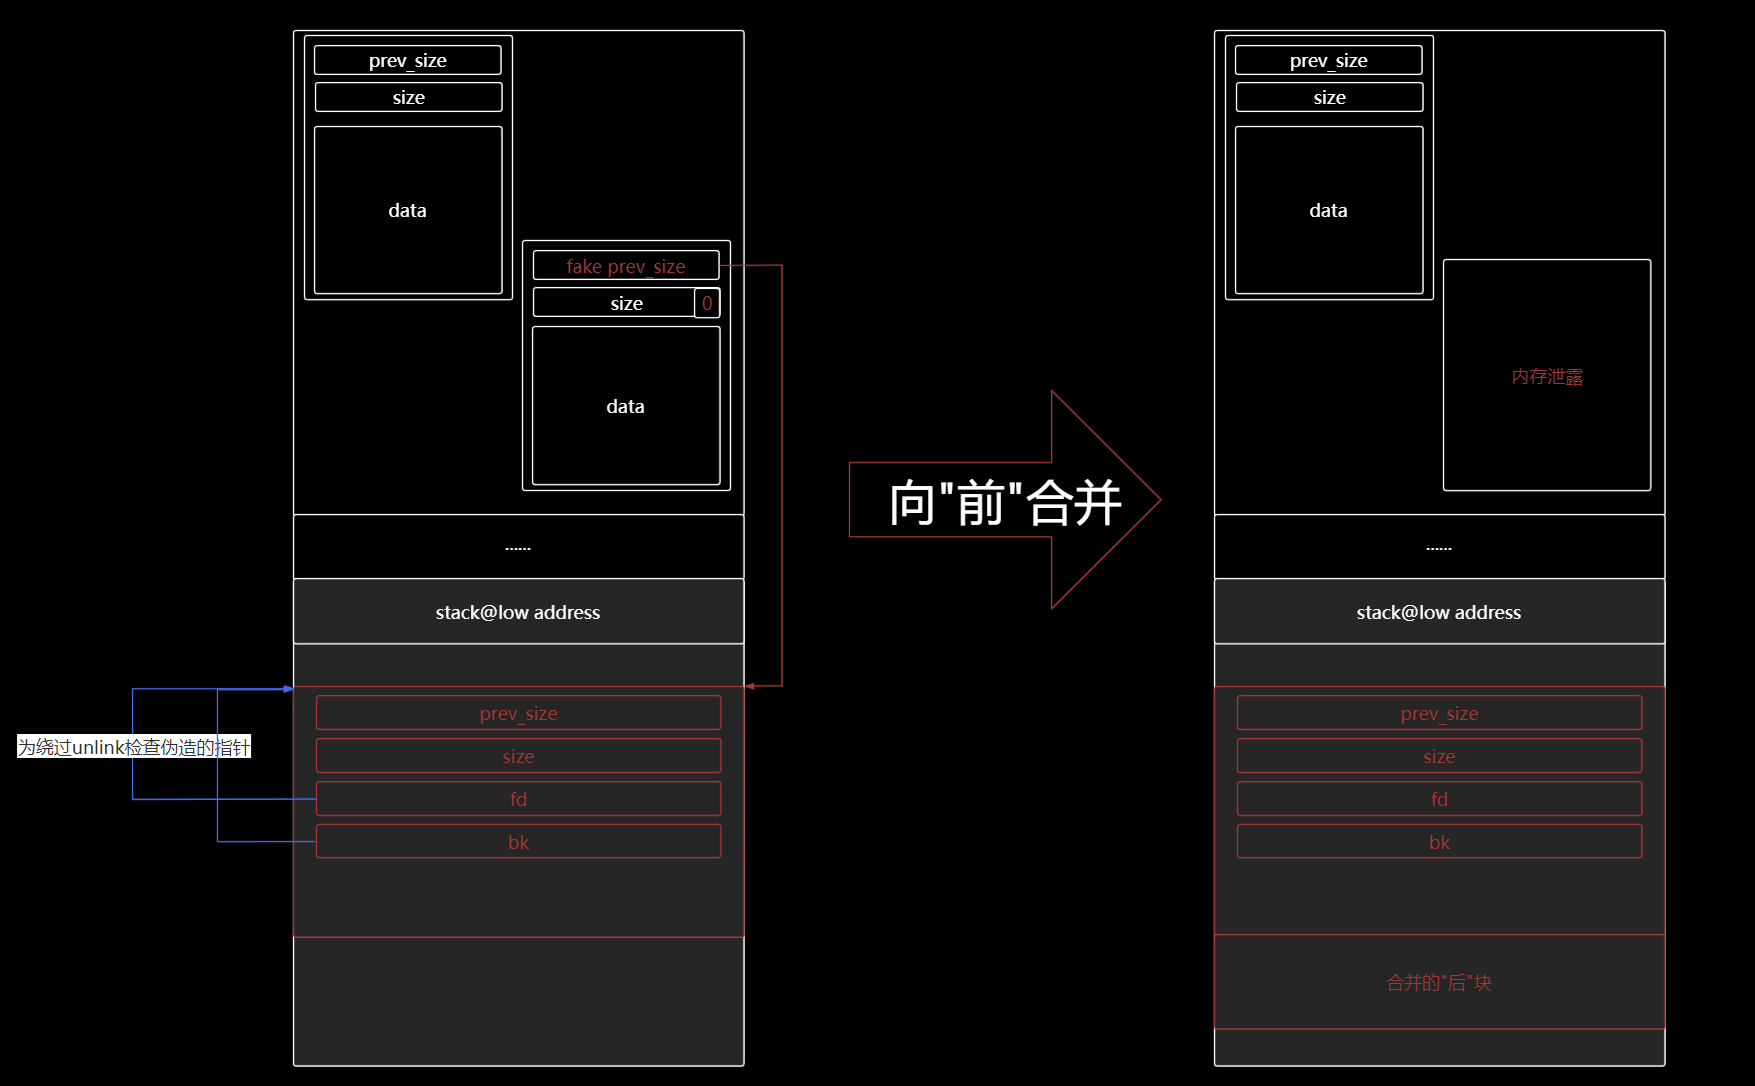 prev_size
size
data
fake prev_size
size
0
data
......
stack@low address
prev_size
size
fd
bk
为绕过unlink检查伪造的指针
向"前"合并
prev_size
size
data
内存泄露
......
stack@low address
prev_size
size
fd
bk
合并的"后"块